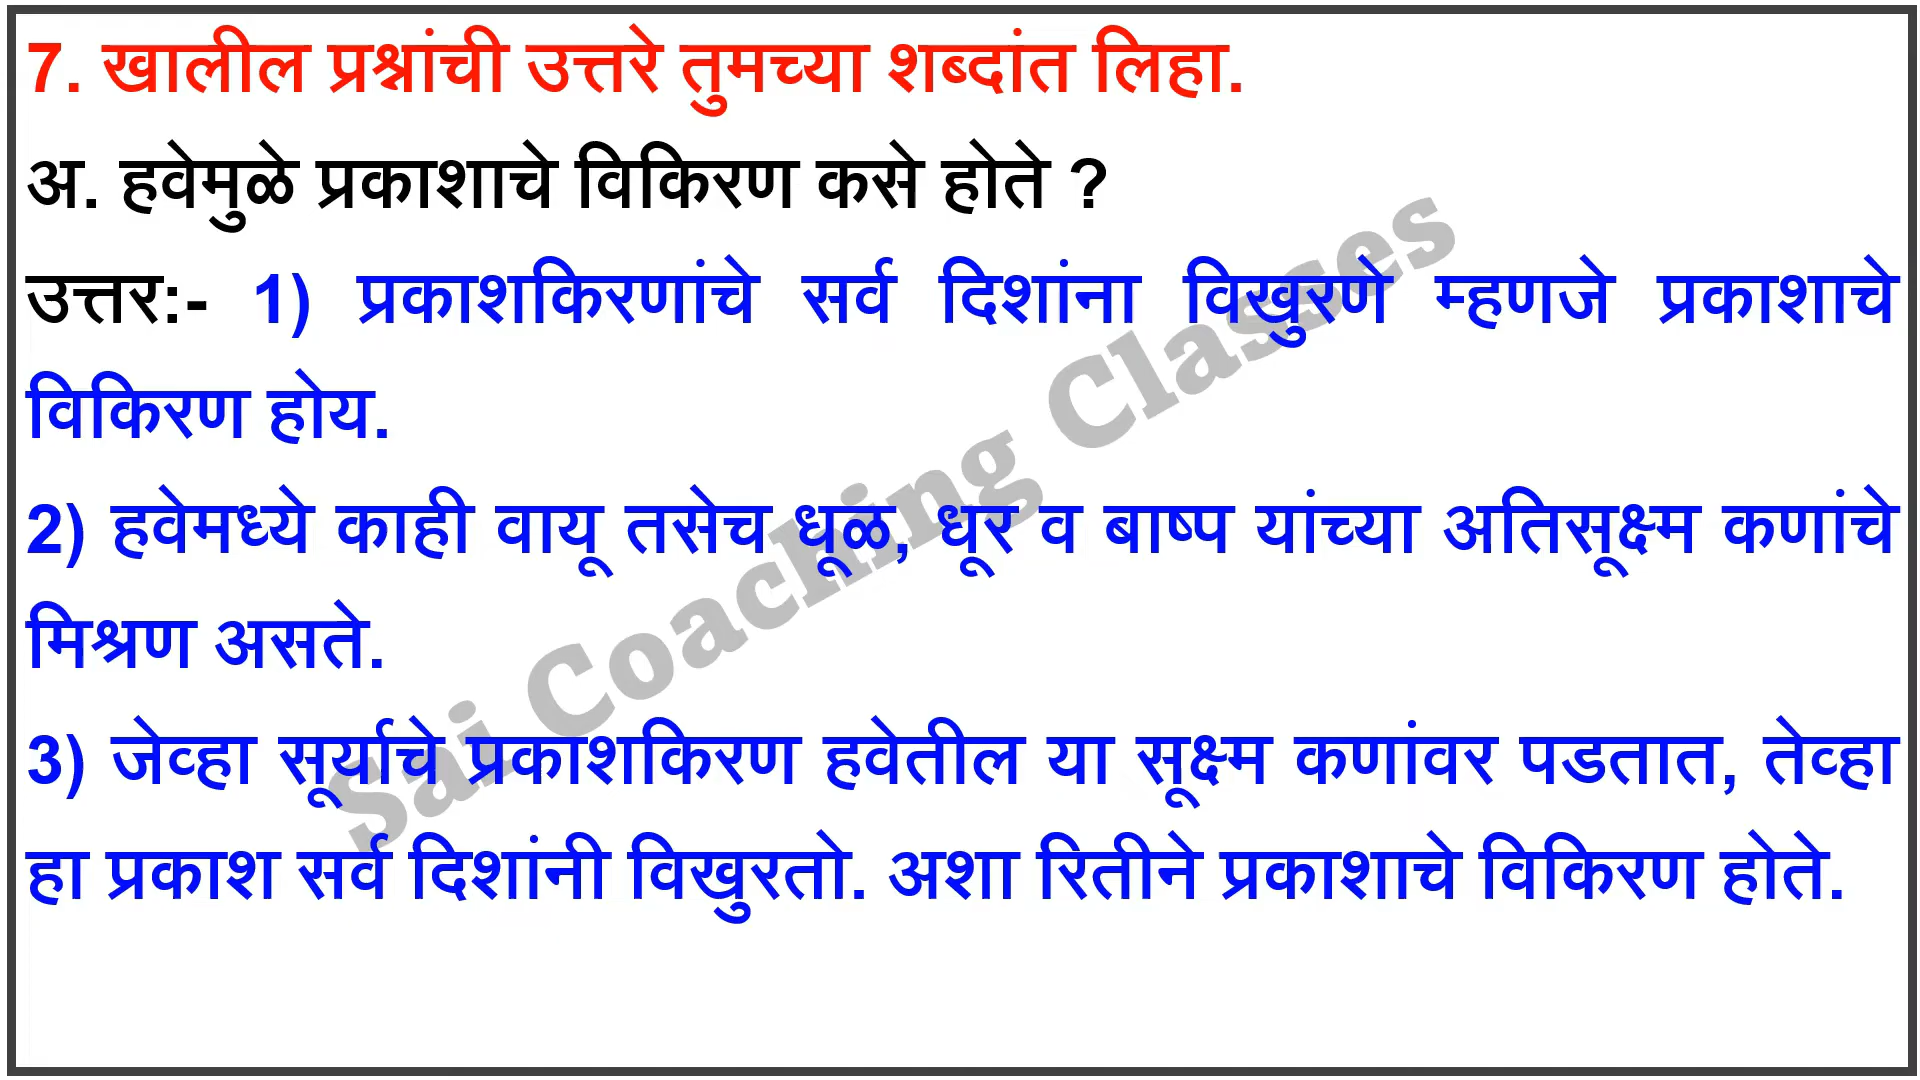 7. खालील प्रश्नांची उत्तरे तुमच्या शब्दांत लिहा.
अ. हवेमुळे प्रकाशाचे विकिरण कसे होते ?
उत्तर:- 1) प्रकाशकिरणांचे सर्व दिशांना विखुरणे म्हणजे प्रकाशाचे
विकिरण होय.
2) हवेमध्ये काही वायू तसेच धूळ, धूर व बाष्प यांच्या अतिसूक्ष्म कणांचे
मिश्रण असते.
3) जेव्हा सूर्याचे प्रकाशकिरण हवेतील या सूक्ष्म कणांवर पडतात, तेव्हा
हा प्रकाश सर्व दिशांनी विखुरतो. अशा रितीने प्रकाशाचे विकिरण होते.
Sai Coaching Classes